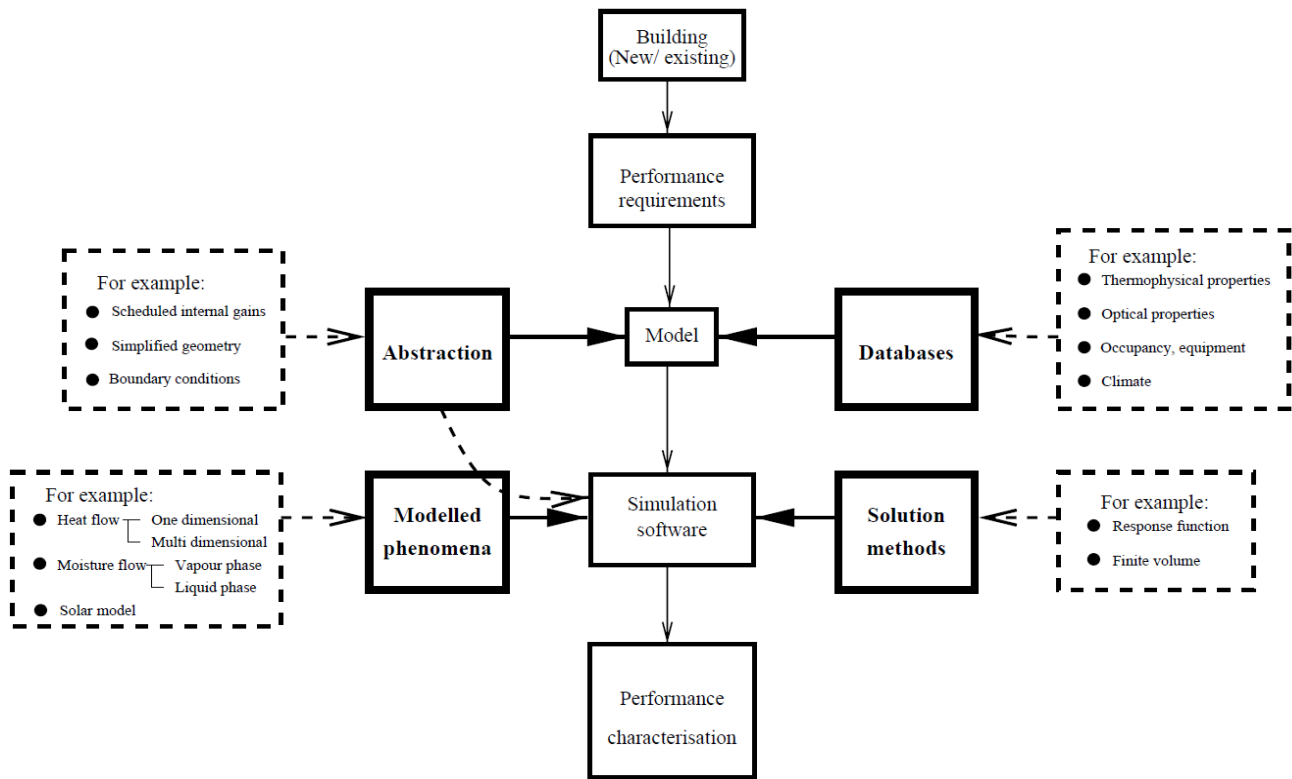 Building
(New/ existing)
Performance
requirements
For example:
Scheduled internal gains
Simplified geometry
Boundary conditions
Abstraction
Model
Databases
For example:
Thermophysical properties
Optical properties
Occupancy, equipment
Climate
For example:
Heat flow
One dimensional
Multi dimensional
Moisture flow
Vapour phase
Liquid phase
Solar model
Modelled
phenomena
Simulation
software
Solution
methods
For example:
Response function
Finite volume
Performance
characterisation